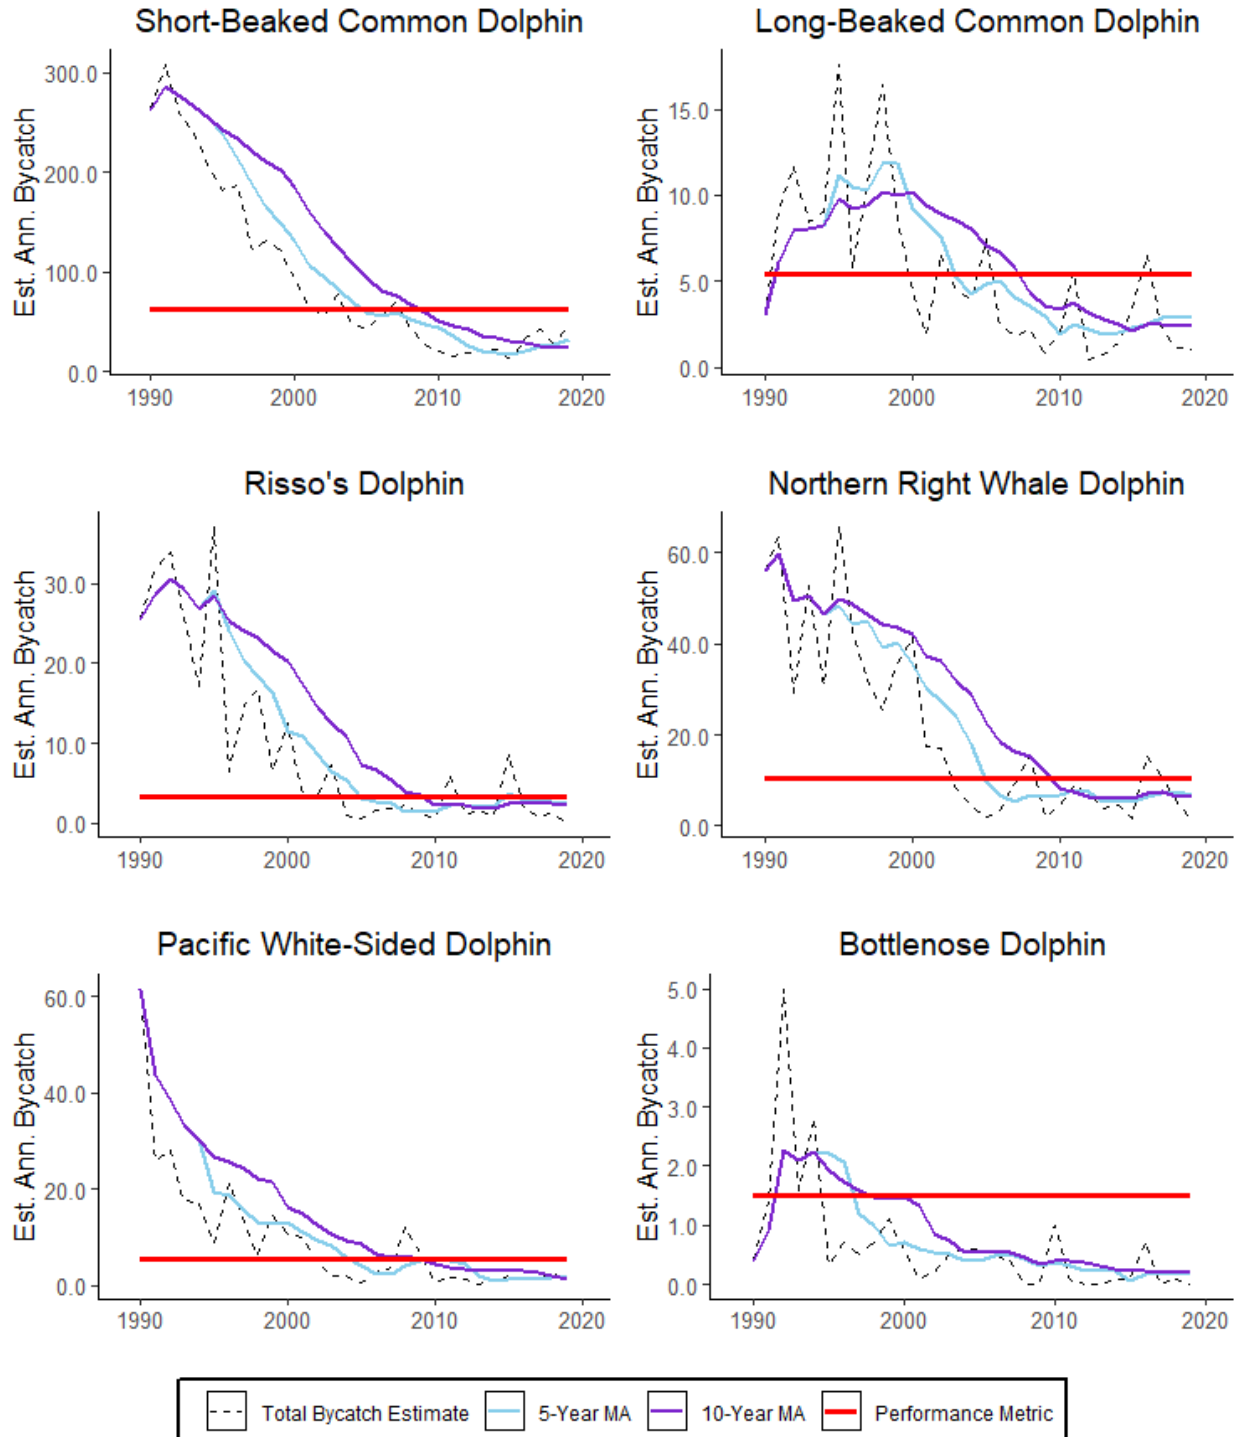 Short-Beaked Common Dolphin
Est. Ann. Bycatch
300.0
200.0
100.0
0.0
1990 2000 2010 2020
Long-Beaked Common Dolphin
Est. Ann. Bycatch
15.0
10.0
5.0
0.0
1990 2000 2010 2020
Risso's Dolphin
Est. Ann. Bycatch
30.0
20.0
10.0
0.0
1990 2000 2010 2020
Northern Right Whale Dolphin
Est. Ann. Bycatch
60.0
40.0
20.0
0.0
1990 2000 2010 2020
Pacific White-Sided Dolphin
Est. Ann. Bycatch
60.0
40.0
20.0
0.0
1990 2000 2010 2020
Bottlenose Dolphin
Est. Ann. Bycatch
5.0
4.0
3.0
2.0
1.0
0.0
1990 2000 2010 2020
Total Bycatch Estimate 5-Year MA 10-Year MA Performance Metric